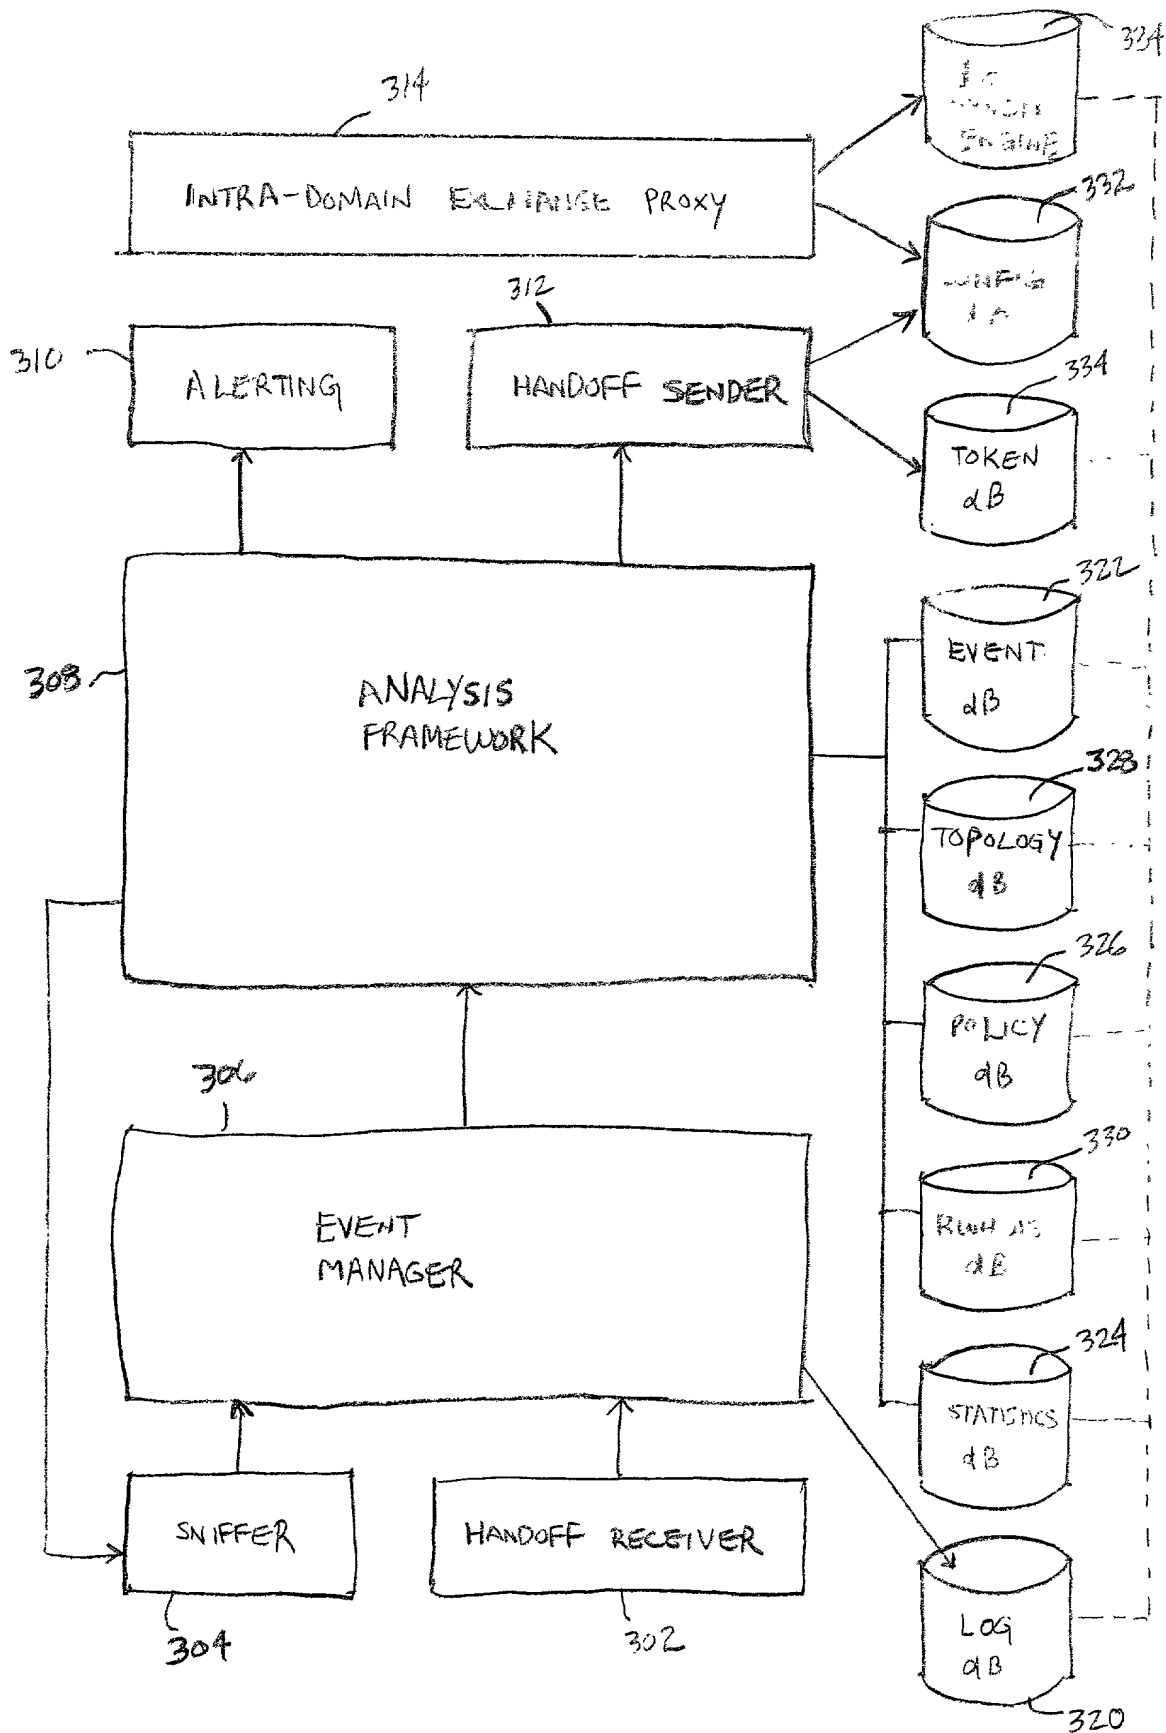 334
314
ENGINE
INTRA-DOMAIN EXCHANGE PROXY
332
312
310
ALERTING
HANDOFF SENDER
CONFIG
334
TOKEN
dB
322
EVENT
dB
308
ANALYSIS
FRAMEWORK
328
TOPOLOGY
dB
326
POLICY
dB
306
330
dB
EVENT
MANAGER
324
STATISTICS
dB
SNIFFER
HANDOFF RECEIVER
304
302
LOG
dB
320